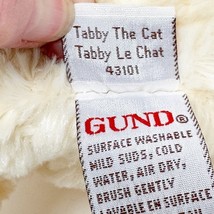 Tabby The Cat
Tabby Le Chat
43101
GUND®
SURFACE WASHABLE
MILD SUDS, COLD
WATER, AIR DRY,
BRUSH GENTLY
LAVABLE EN SURFACE